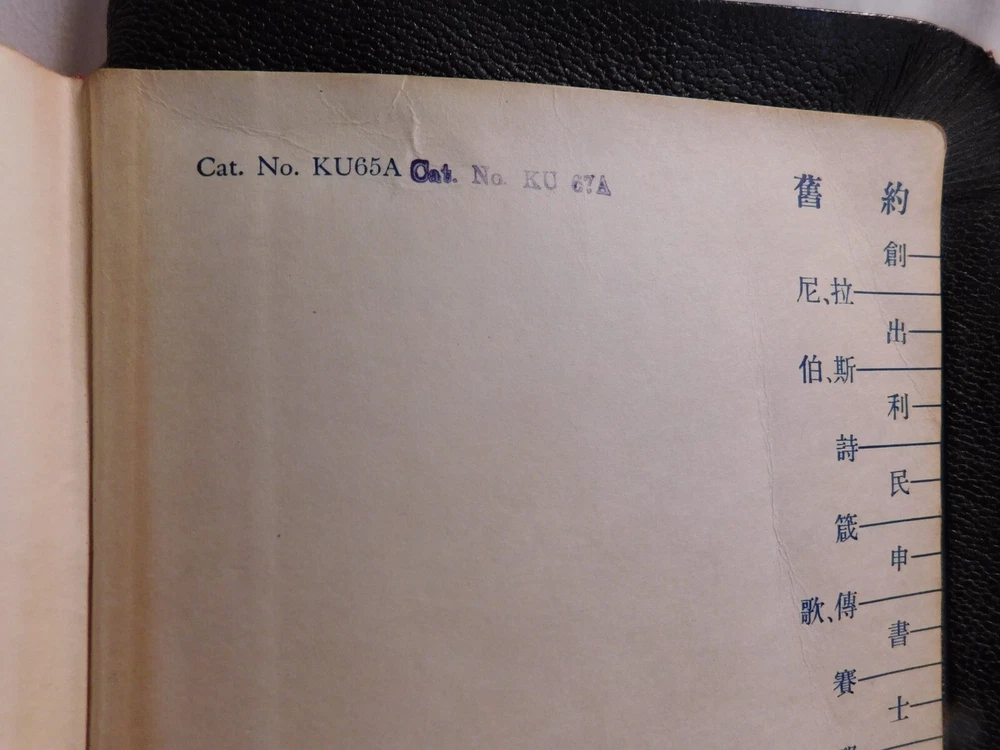 Cat. No. KU65A Cat. No. KU 67A
舊 約
創
尼、拉
出
伯、斯
利
詩
民
箴
申
歌、傳
書
賽
士